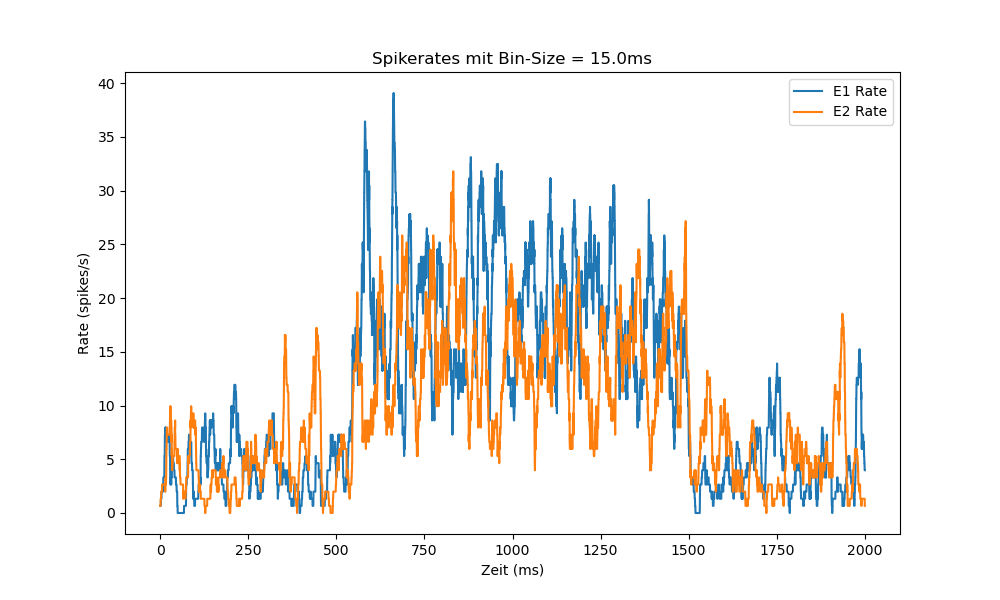 Spikerates mit Bin-Size = 15.0ms
E1 Rate
E2 Rate
Rate (spikes/s)
40
35
30
25
20
15
10
5
0
0 250 500 750 1000 1250 1500 1750 2000
Zeit (ms)